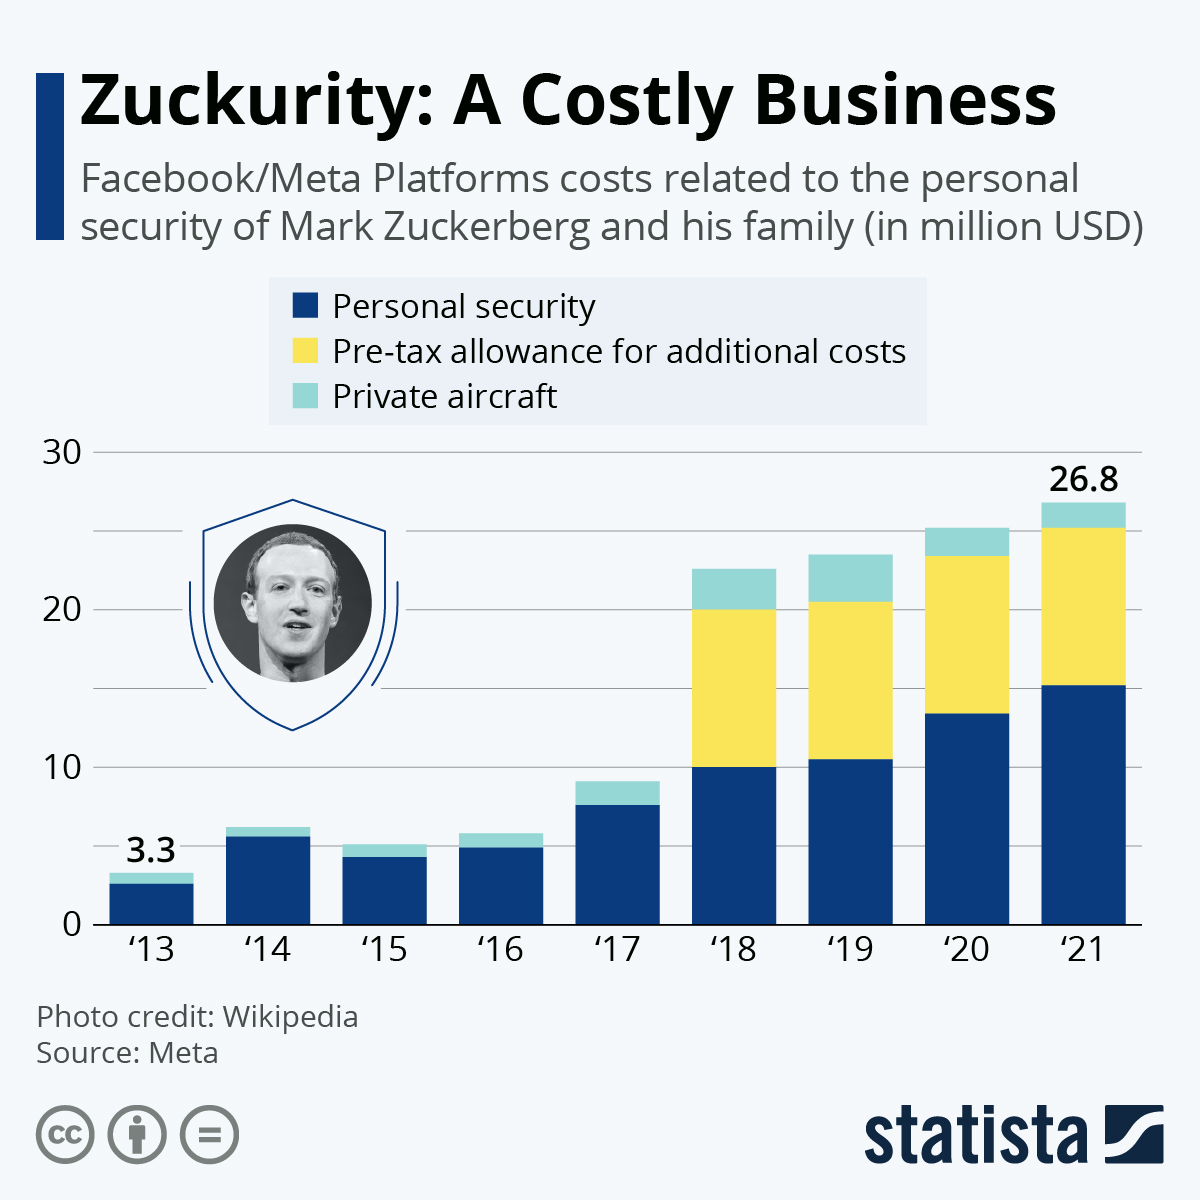 Zuckurity: A Costly Business
Facebook/Meta Platforms costs related to the personal
security of Mark Zuckerberg and his family (in million USD)
Personal security
Pre-tax allowance for additional costs
Private aircraft
30
20
10
0
3.3
26.8
‘13 ‘14 ‘15 ‘16 ‘17 ‘18 ‘19 ‘20 ‘21
Photo credit: Wikipedia
Source: Meta
cc
statista